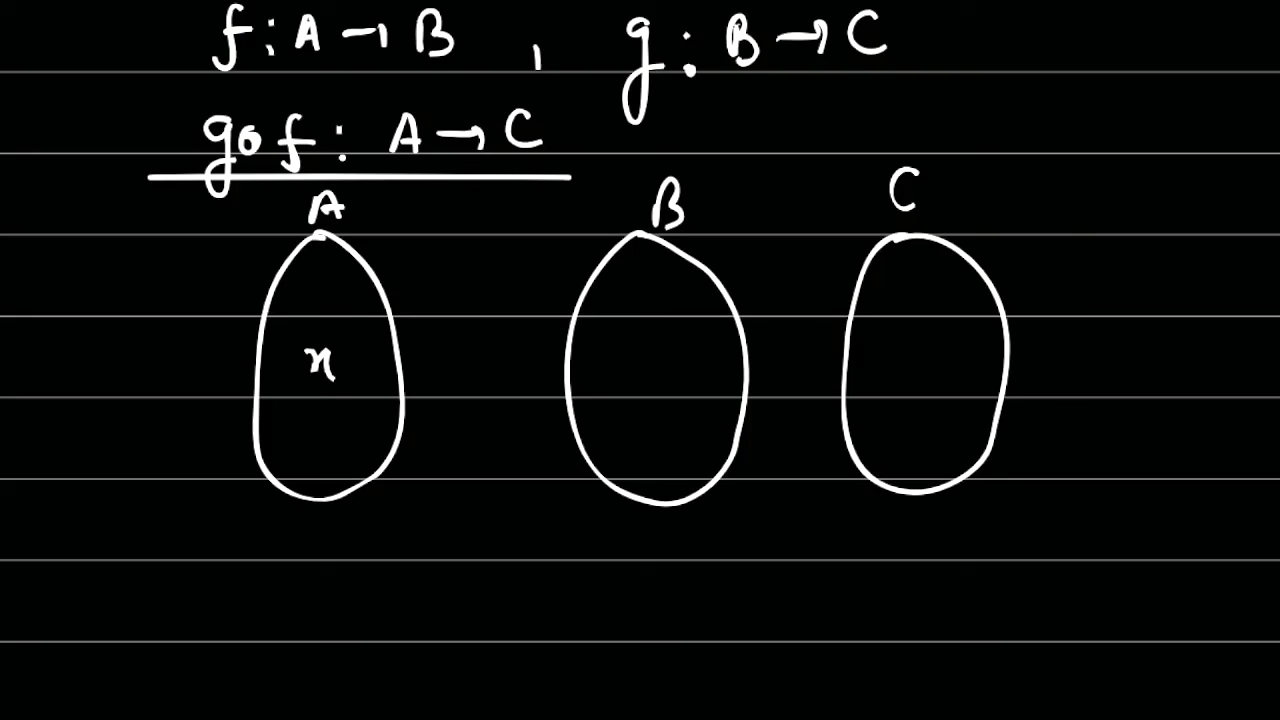 f : A → B , g : B → C
gof : A → C
A B C
x